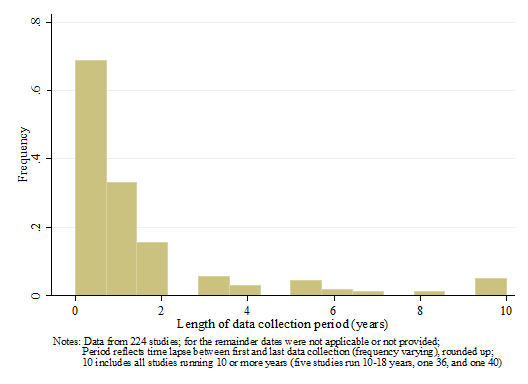 .8
.6
.4
.2
0
Frequency
0 2 4 6 8 10
Length of data collection period (years)
Notes: Data from 224 studies; for the remainder dates were not applicable or not provided;
Period reflects time lapse between first and last data collection (frequency varying), rounded up;
10 includes all studies running 10 or more years (five studies run 10-18 years, one 36, and one 40)